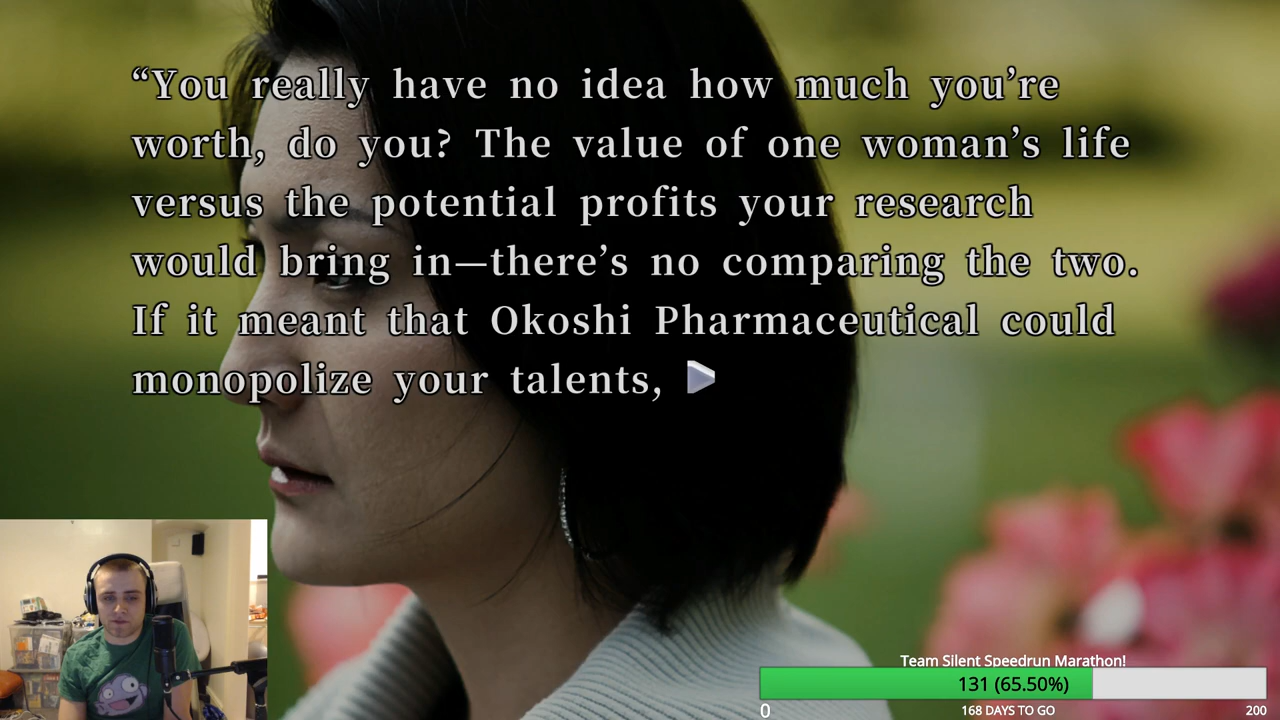 “You really have no idea how much you’re
worth, do you? The value of one woman’s life
versus the potential profits your research
would bring in—there’s no comparing the two.
If it meant that Okoshi Pharmaceutical could
monopolize your talents,
Team Silent Speedrun Marathon!
131 (65.50%)
0 168 DAYS TO GO 200